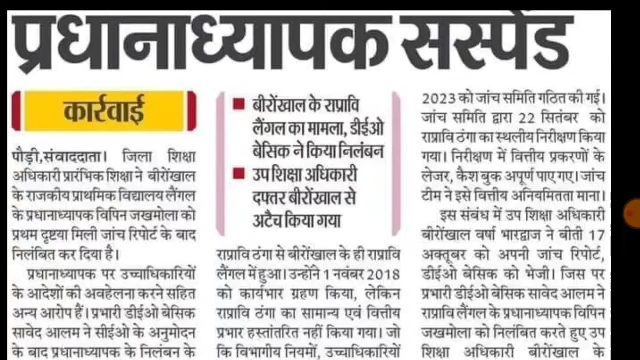 प्रधानाध्यापक सस्पेंड
कार्रवाई
पौड़ी,संवाददाता। जिला शिक्षा
अधिकारी प्रारंभिक शिक्षा ने बीरोंखाल
के राजकीय प्राथमिक विद्यालय लैंगल
के प्रधानाध्यापक विपिन जखमोला को
प्रथम दृष्टया मिली जांच रिपोर्ट के बाद
निलंबित कर दिया है।
प्रधानाध्यापक पर उच्चाधिकारियों
के आदेशों की अवहेलना करने सहित
अन्य आरोप हैं। प्रभारी डीईओ बेसिक
सावेद आलम ने सीईओ के अनुमोदन
के बाद प्रधानाध्यापक के निलंबन के
■ बीरोंखाल के राप्रावि
लैंगल का मामला, डीईओ
बेसिक ने किया निलंबन
■ उप शिक्षा अधिकारी
दफ्तर बीरोंखाल से
अटैच किया गया
राप्रावि ठंगा से बीरोंखाल के ही राप्रावि
लैंगल में हुआ। उन्होंने 1 नवंबर 2018
को कार्यभार ग्रहण किया, लेकिन
राप्रावि ठंगा का सामान्य एवं वित्तीय
प्रभार हस्तांतरित नहीं किया गया। जो
कि विभागीय नियमों, उच्चाधिकारियों
2023 को जांच समिति गठित की गई।
जांच समिति द्वारा 22 सितंबर को
राप्रावि ठंगा का स्थलीय निरीक्षण किया
गया। निरीक्षण में वित्तीय प्रकरणों के
लेजर, कैश बुक अपूर्ण पाए गए। जांच
टीम ने इसे वित्तीय अनियमितता माना।
इस संबंध में उप शिक्षा अधिकारी
बीरोंखाल वर्षा भारद्वाज ने बीती 17
अक्तूबर को अपनी जांच रिपोर्ट,
डीईओ बेसिक को भेजी। जिस पर
प्रभारी डीईओ बेसिक सावेद आलम ने
राप्रावि लैंगल के प्रधानाध्यापक विपिन
जखमोला को निलंबित करते हुए उप
शिक्षा अधिकारी बीरोंखाल के